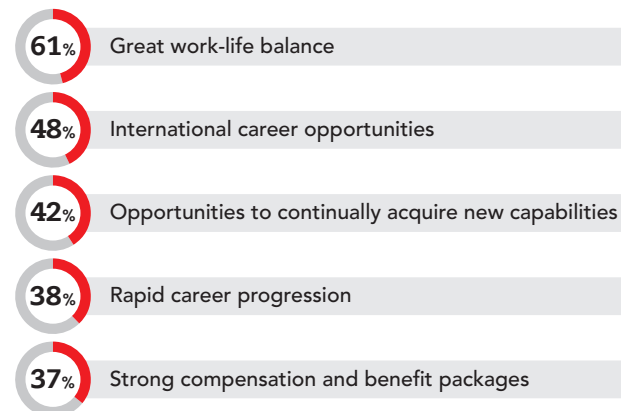 61% Great work-life balance
48% International career opportunities
42% Opportunities to continually acquire new capabilities
38% Rapid career progression
37% Strong compensation and benefit packages